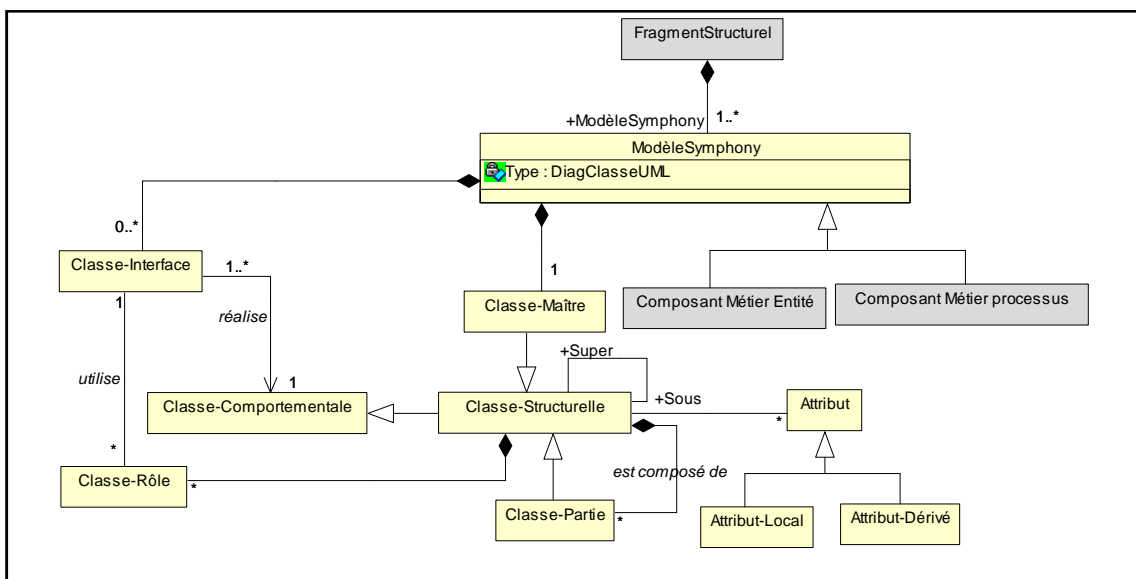 FragmentStructurel
+ModèleSymphony
1..*
ModèleSymphony
Type : DiagClasseUML
0..*
Classe-Interface
1..*
1
1
Composant Métier Entité
Composant Métier processus
Classe-Maître
réalise
+Super
utilise
1
Classe-Comportementale
Classe-Structurelle
+Sous
*
Attribut
*
Classe-Rôle
*
est composé de
Classe-Partie
*
Attribut-Local
Attribut-Dérivé